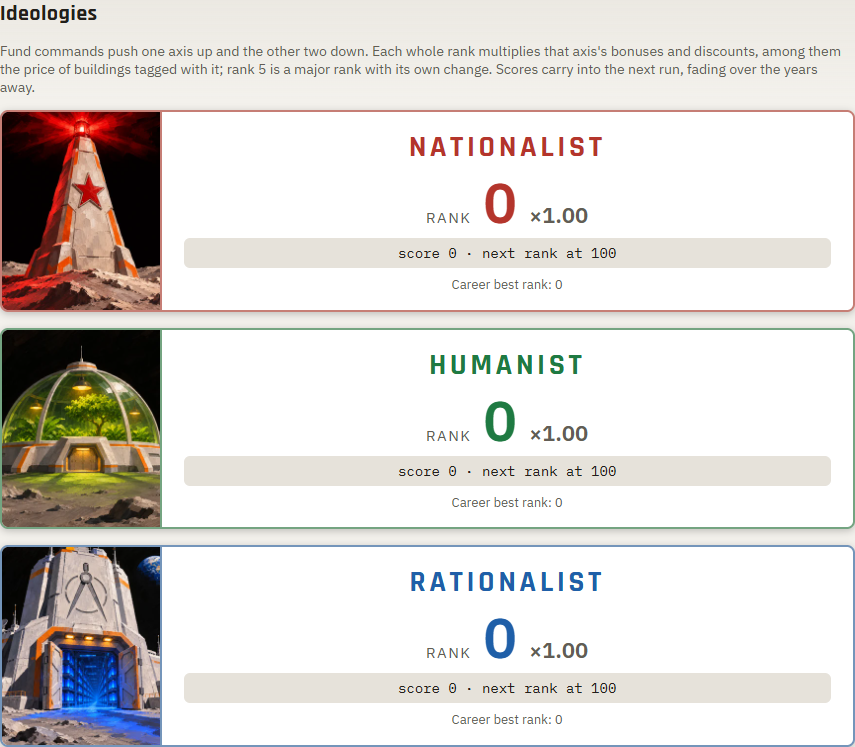 Ideologies
Fund commands push one axis up and the other two down. Each whole rank multiplies that axis's bonuses and discounts, among them
the price of buildings tagged with it; rank 5 is a major rank with its own change. Scores carry into the next run, fading over the years
away.
NATIONALIST
RANK 0 ×1.00
score 0 · next rank at 100
Career best rank: 0
HUMANIST
RANK 0 ×1.00
score 0 · next rank at 100
Career best rank: 0
RATIONALIST
RANK 0 ×1.00
score 0 · next rank at 100
Career best rank: 0